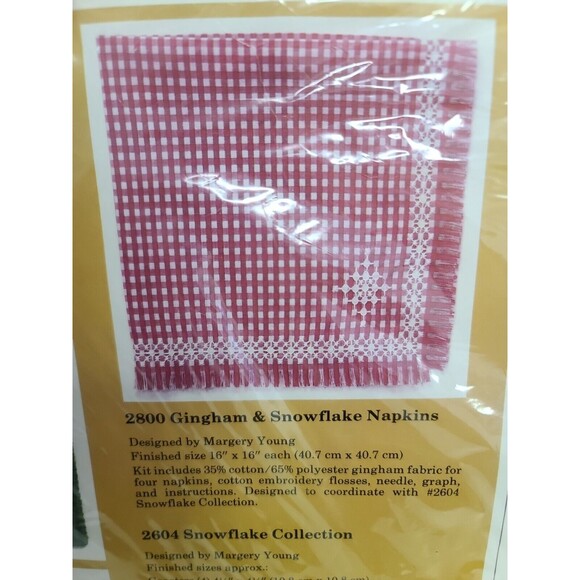 2800 Gingham & Snowflake Napkins
Designed by Margery Young
Finished size 16" x 16" each (40.7 cm x 40.7 cm)
Kit includes 35% cotton/65% polyester gingham fabric for
four napkins, cotton embroidery flosses, needle, graph,
and instructions. Designed to coordinate with #2604
Snowflake Collection.
2604 Snowflake Collection
Designed by Margery Young
Finished sizes approx.: